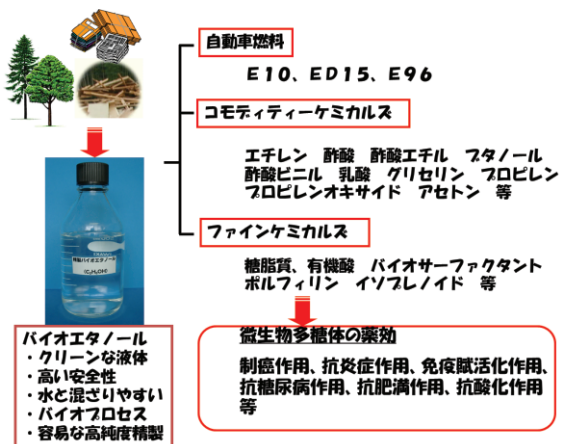 自動車燃料
E10、ED15、E96
コモディティーケミカルズ
エチレン 酢酸 酢酸エチル ブタノール
酢酸ビニル 乳酸 グリセリン プロピレン
プロピレンオキサイド アセトン 等
ファインケミカルズ
糖脂質、有機酸 バイオサーファクタント
ポルフィリン イソプレノイド 等
微生物多糖体の薬効
制癌作用、抗炎症作用、免疫賦活化作用、
抗糖尿病作用、抗肥満作用、抗酸化作用
等
バイオエタノール
(C₂H₅OH)
バイオエタノール
・クリーンな液体
・高い安全性
・水と混ざりやすい
・バイオプロセス
・容易な高純度精製